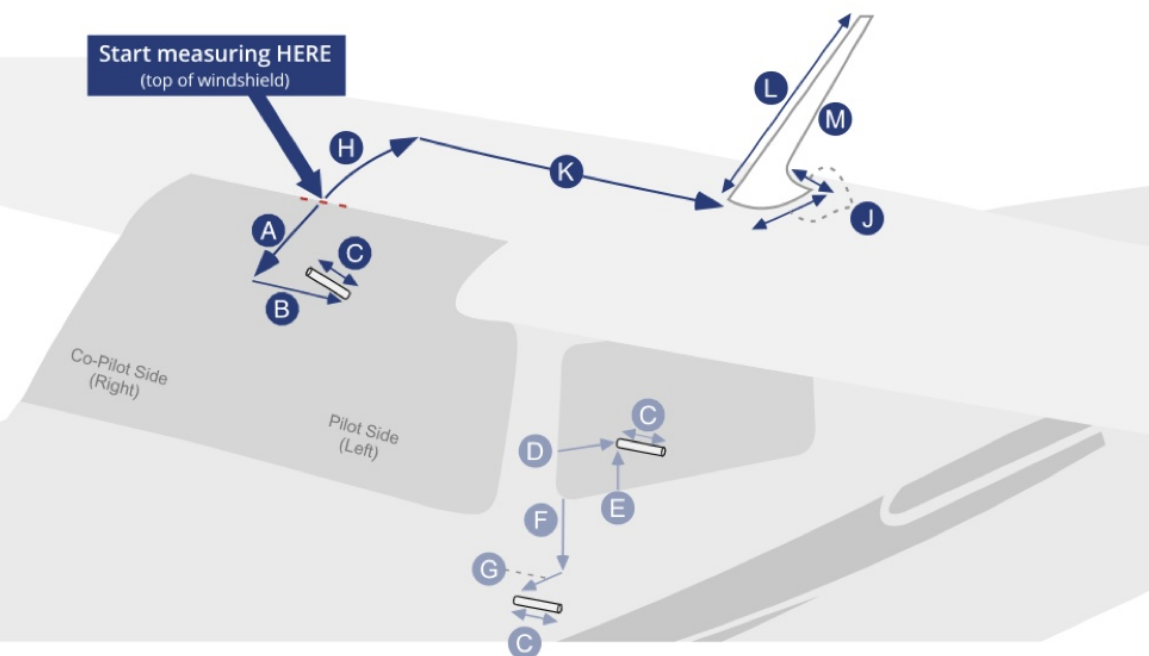 Start measuring HERE
(top of windshield)
L
M
H
K
J
A
C
B
Co-Pilot Side
(Right)
Pilot Side
(Left)
C
D
E
F
G
C